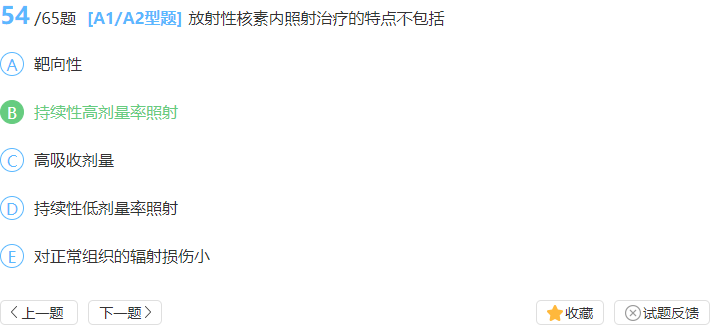 54 /65题 [A1/A2型题] 放射性核素内照射治疗的特点不包括
A 靶向性
B 持续性高剂量率照射
C 高吸收剂量
D 持续性低剂量率照射
E 对正常组织的辐射损伤小
上一题 下一题 收藏 试题反馈